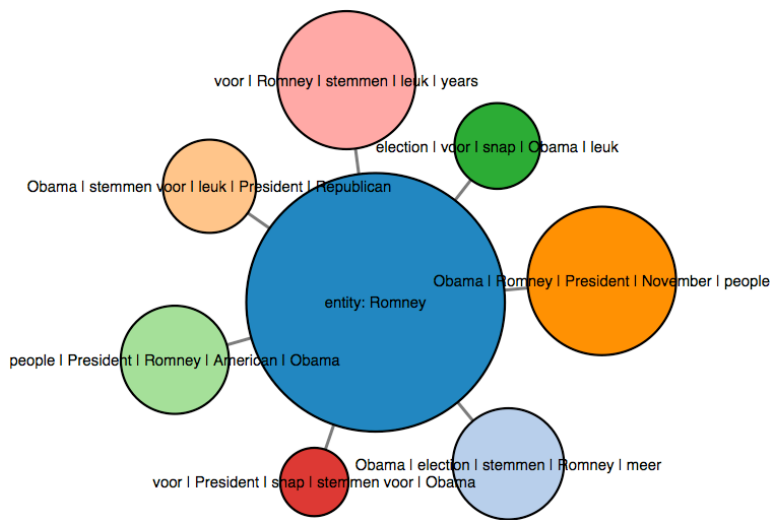 voor | Romney | stemmen | leuk | years
election | voor | snap | Obama | leuk
Obama | stemmen voor | leuk | President | Republican
Obama | Romney | President | November | people
entity: Romney
people | President | Romney | American | Obama
Obama | election | stemmen | Romney | meer
voor | President | snap | stemmen voor | Obama